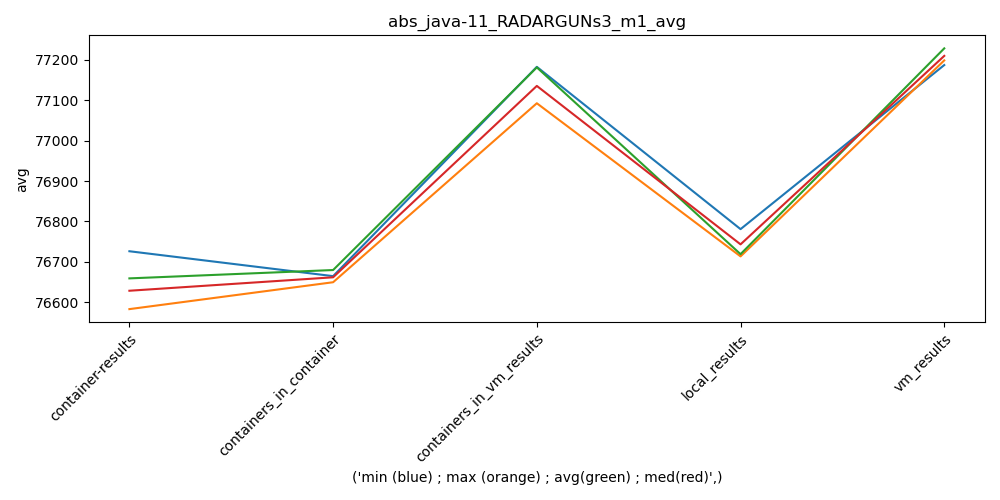 abs_java-11_RADARGUNs3_m1_avg
77200
77100
77000
76900
76800
76700
76600
avg
container-results
containers_in_container
containers_in_vm_results
local_results
vm_results
('min (blue) ; max (orange) ; avg(green) ; med(red)',)